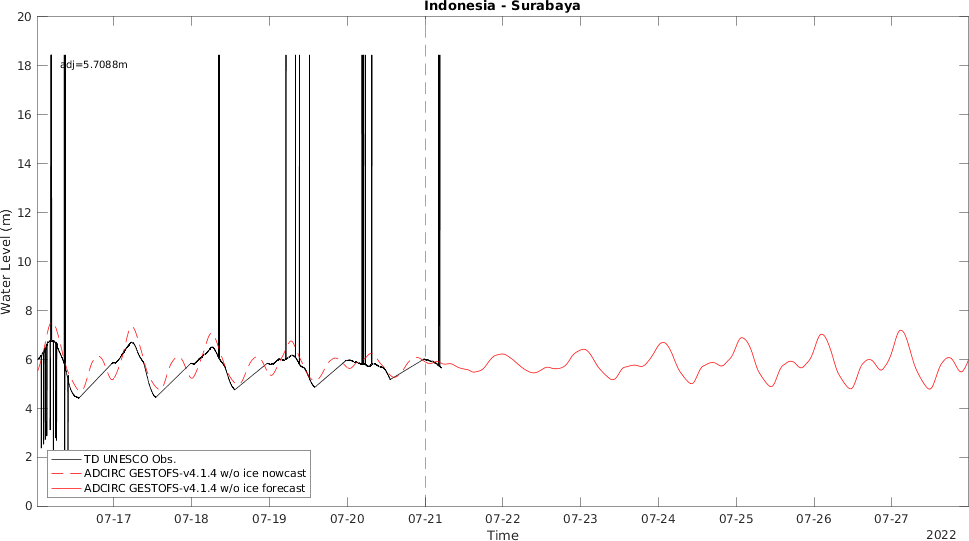 Indonesia - Surabaya
20
18
16
14
12
10
8
6
4
2
0
Water Level (m)
adj=5.7088m
TD UNESCO Obs.
ADCIRC GESTOFS-v4.1.4 w/o ice nowcast
ADCIRC GESTOFS-v4.1.4 w/o ice forecast
07-17 07-18 07-19 07-20 07-21 07-22 07-23 07-24 07-25 07-26 07-27
Time
2022